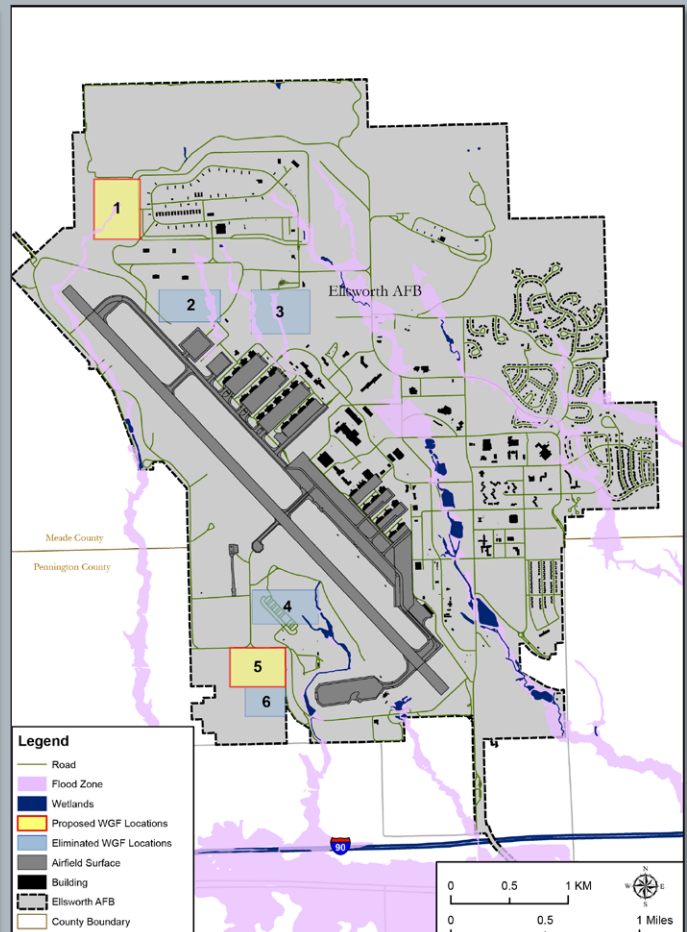 1
2
3
Ellsworth AFB
Meade County
Pennington County
4
5
6
Legend
Road
Flood Zone
Wetlands
Proposed WGF Locations
Eliminated WGF Locations
Airfield Surface
Building
Ellsworth AFB
County Boundary
90
N
W E
S
0 0.5 1 KM
0 0.5 1 Miles